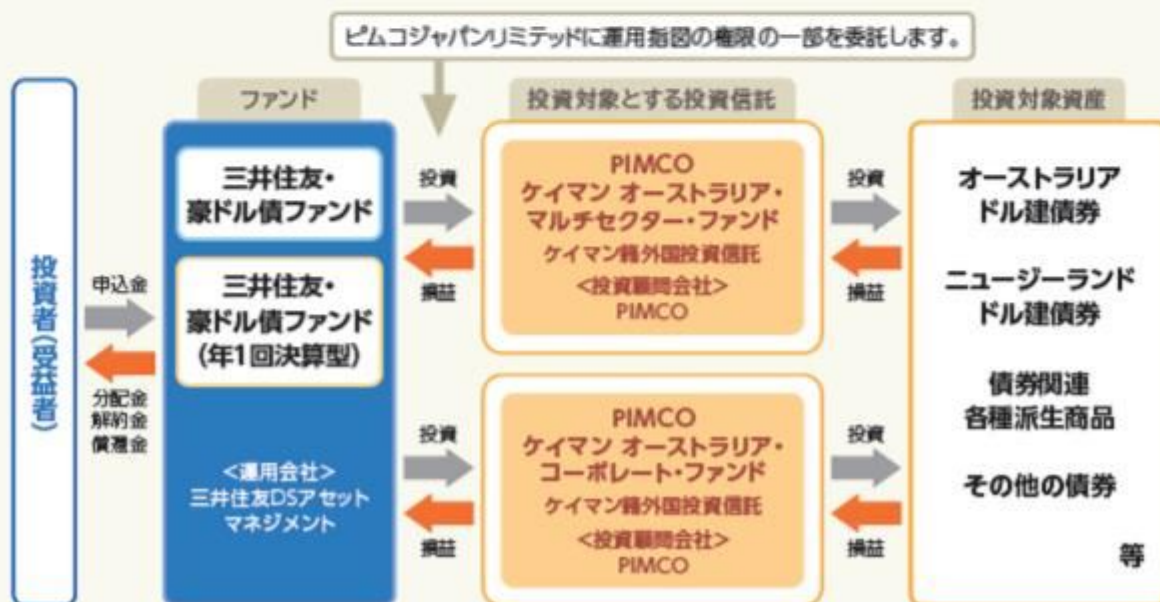 ピムコジャパンリミテッドに運用指図の権限の一部を委託します。
ファンド
投資対象とする投資信託
投資対象資産
投資者(受益者)
申込金
分配金
解約金
償還金
三井住友・
豪ドル債ファンド
三井住友・
豪ドル債ファンド
(年1回決算型)
<運用会社>
三井住友DSアセット
マネジメント
投資
損益
投資
損益
PIMCO
ケイマン オーストラリア・
マルチセクター・ファンド
ケイマン籍外国投資信託
<投資顧問会社>
PIMCO
PIMCO
ケイマン オーストラリア・
コーポレート・ファンド
ケイマン籍外国投資信託
<投資顧問会社>
PIMCO
投資
損益
投資
損益
オーストラリア
ドル建債券
ニュージーランド
ドル建債券
債券関連
各種派生商品
その他の債券
等